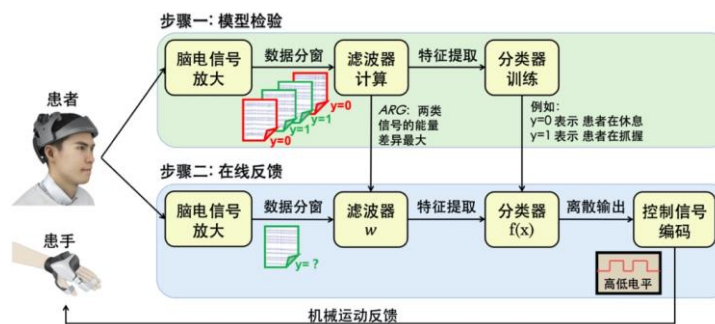 步骤一: 模型检验
患者
脑电信号
放大
数据分窗
y=0
y=1
y=1
y=0
滤波器
计算
特征提取
分类器
训练
ARG: 两类
信号的能量
差异最大
例如:
y=0 表示 患者在休息
y=1 表示 患者在抓握
步骤二: 在线反馈
脑电信号
放大
数据分窗
y= ?
滤波器
w
特征提取
分类器
f(x)
离散输出
控制信号
编码
高低电平
患手
机械运动反馈